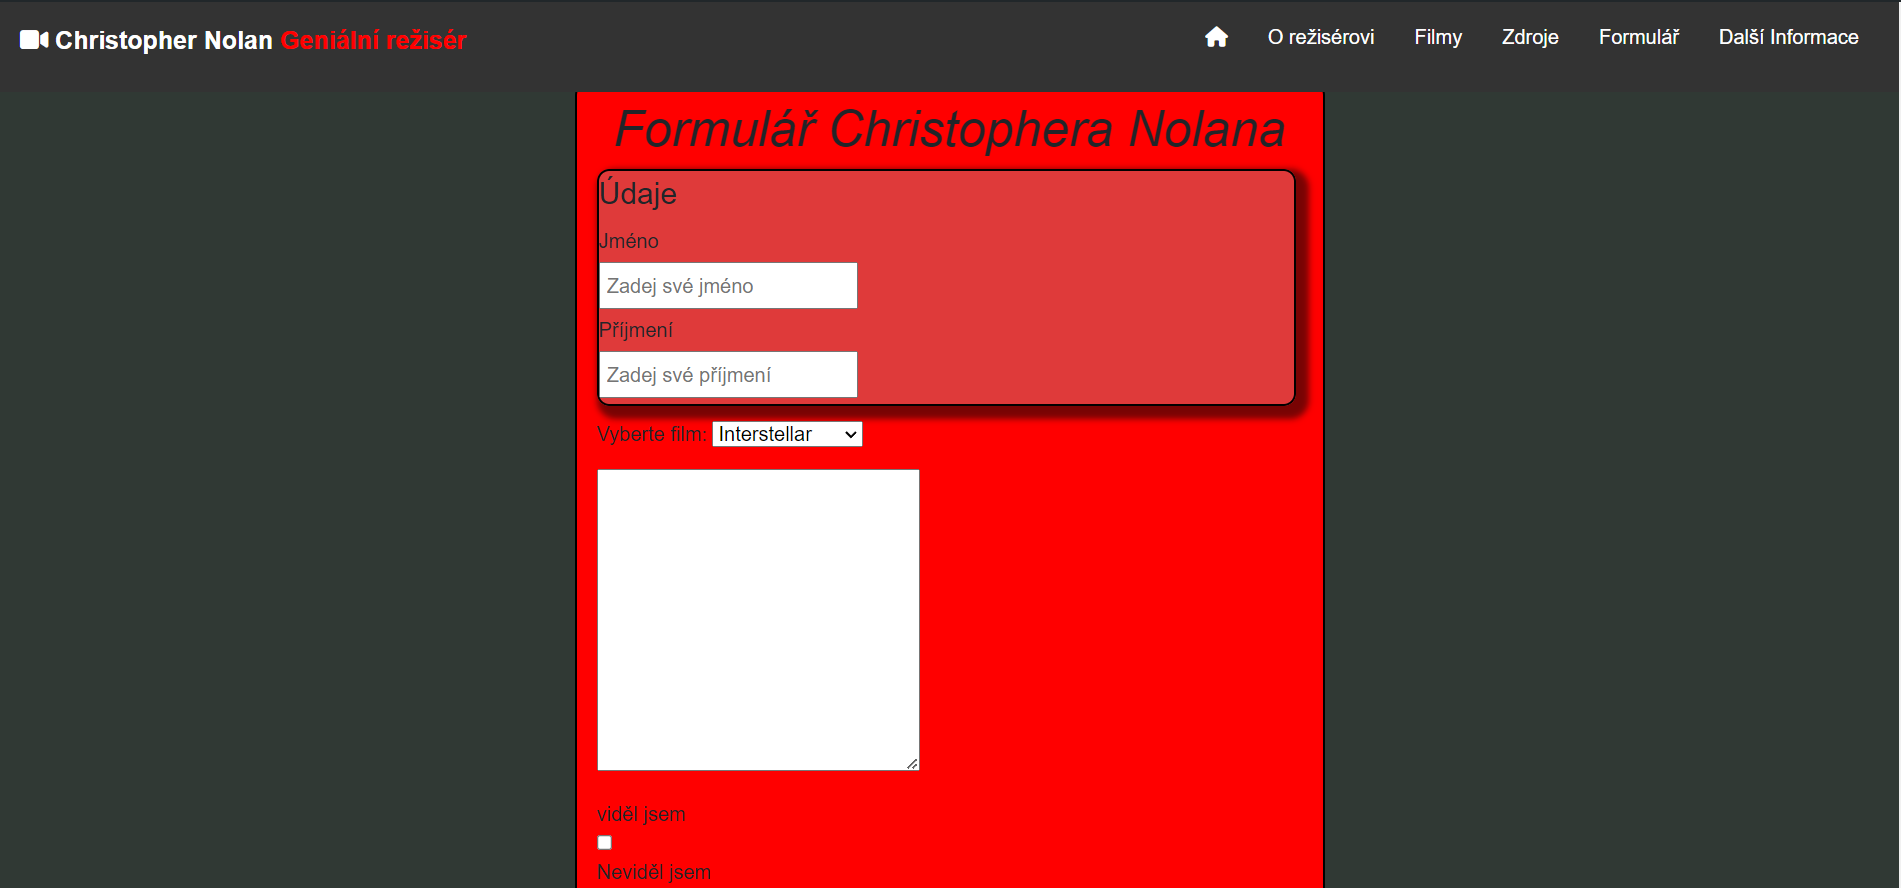 Christopher Nolan Geniální režisér
O režisérovi Filmy Zdroje Formulář Další Informace
Formulář Christophera Nolana
Údaje
Jméno
Zadej své jméno
Příjmení
Zadej své příjmení
Vyberte film: Interstellar
viděl jsem
Neviděl jsem